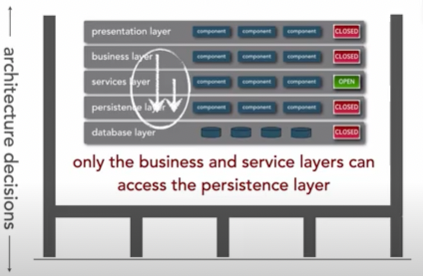 architecture decisions
presentation layer component component component CLOSED
business layer component component component CLOSED
services layer component component component OPEN
persistence layer component component component CLOSED
database layer CLOSED
only the business and service layers can
access the persistence layer